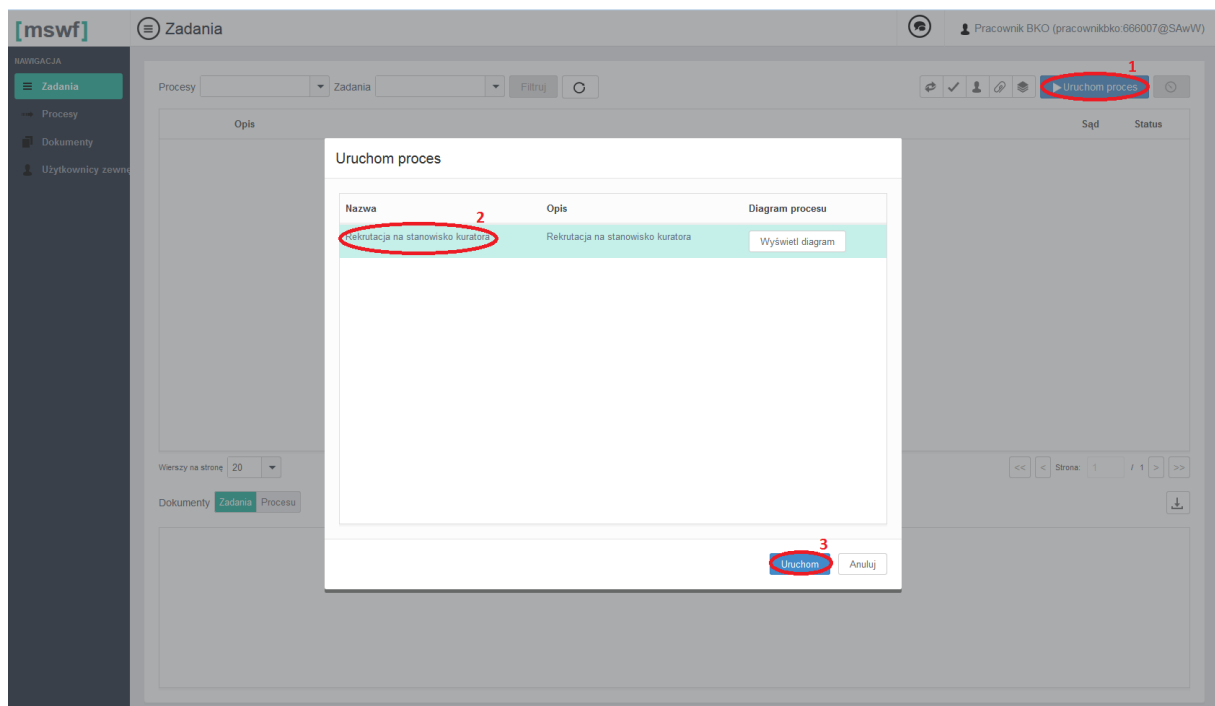 [mswf]
Zadania
Pracownik BKO (pracownikbko:666007@SAwW)
NAWIGACJA
Zadania
Procesy
Dokumenty
Użytkownicy zewnę
1
Procesy Zadania Filtruj Uruchom proces
Opis Sąd Status
Uruchom proces
Nazwa Opis Diagram procesu
2
Rekrutacja na stanowisko kuratora Rekrutacja na stanowisko kuratora Wyświetl diagram
Wierszy na stronę 20 << < Strona: 1 / 1 > >>
Dokumenty Zadania Procesu
3
Uruchom Anuluj